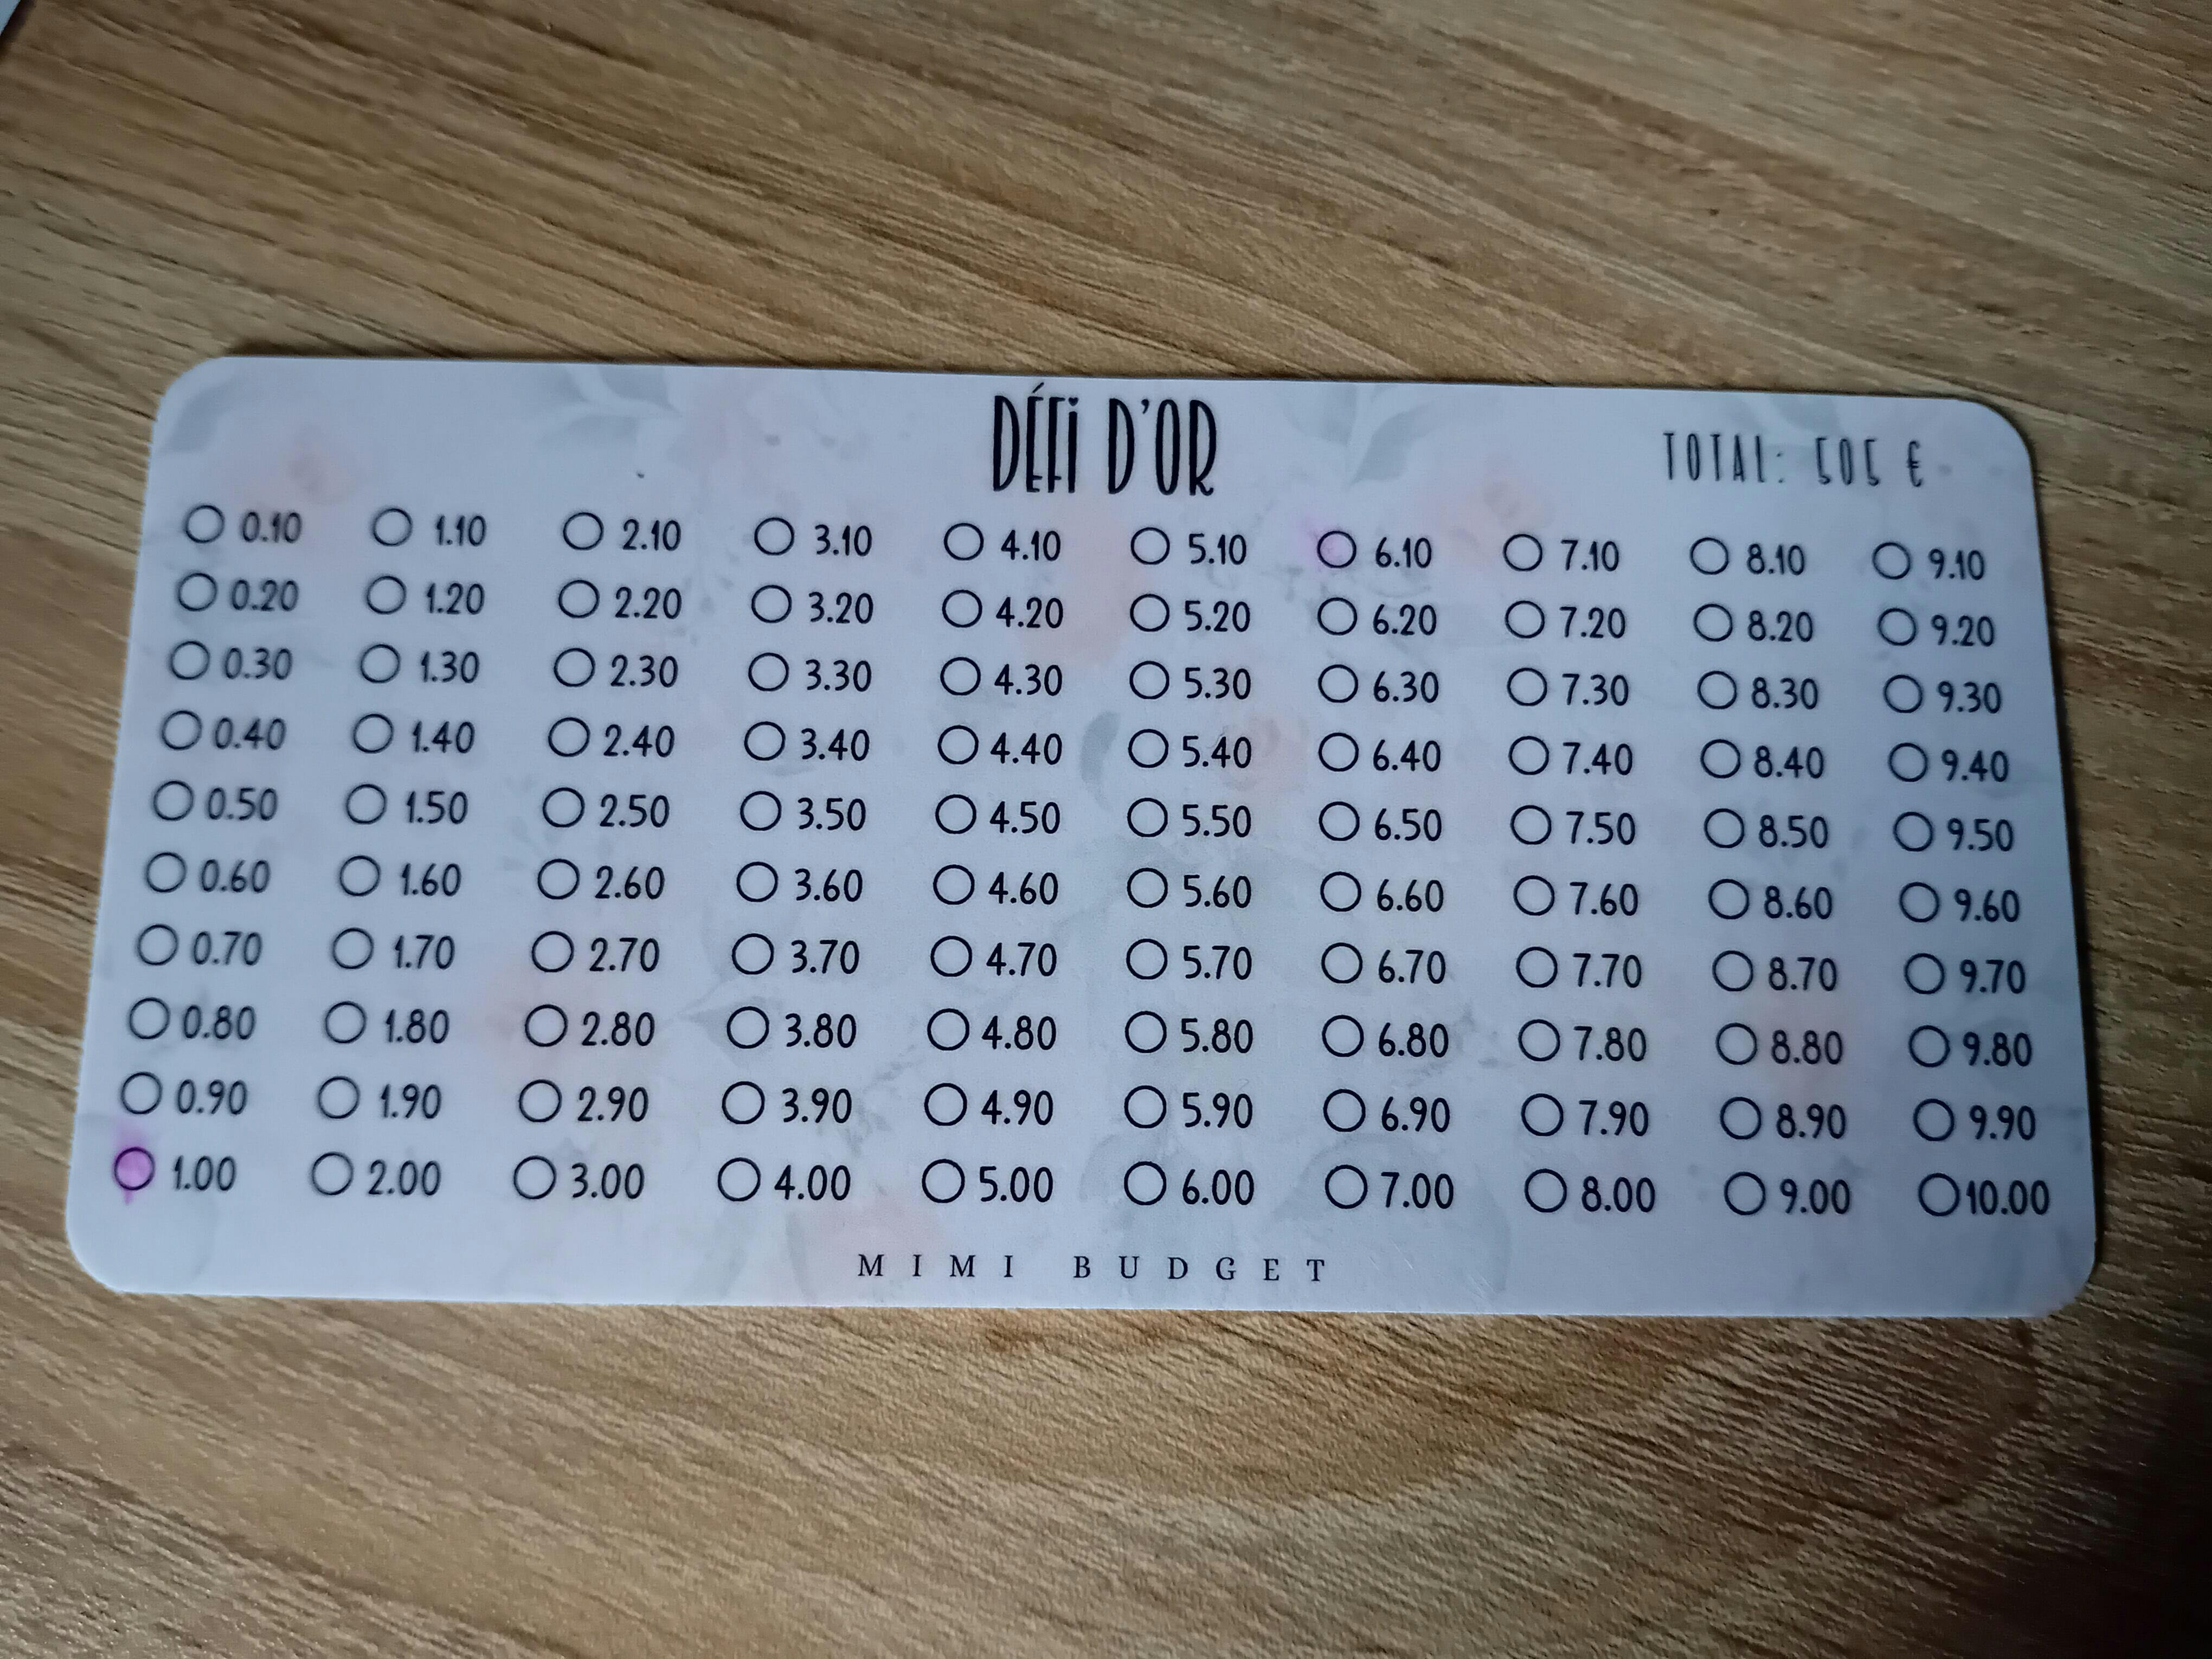 DÉFi D'OR
TOTAL: 505 €
0.10 1.10 2.10 3.10 4.10 5.10 6.10 7.10 8.10 9.10
0.20 1.20 2.20 3.20 4.20 5.20 6.20 7.20 8.20 9.20
0.30 1.30 2.30 3.30 4.30 5.30 6.30 7.30 8.30 9.30
0.40 1.40 2.40 3.40 4.40 5.40 6.40 7.40 8.40 9.40
0.50 1.50 2.50 3.50 4.50 5.50 6.50 7.50 8.50 9.50
0.60 1.60 2.60 3.60 4.60 5.60 6.60 7.60 8.60 9.60
0.70 1.70 2.70 3.70 4.70 5.70 6.70 7.70 8.70 9.70
0.80 1.80 2.80 3.80 4.80 5.80 6.80 7.80 8.80 9.80
0.90 1.90 2.90 3.90 4.90 5.90 6.90 7.90 8.90 9.90
1.00 2.00 3.00 4.00 5.00 6.00 7.00 8.00 9.00 10.00
MIMI BUDGET